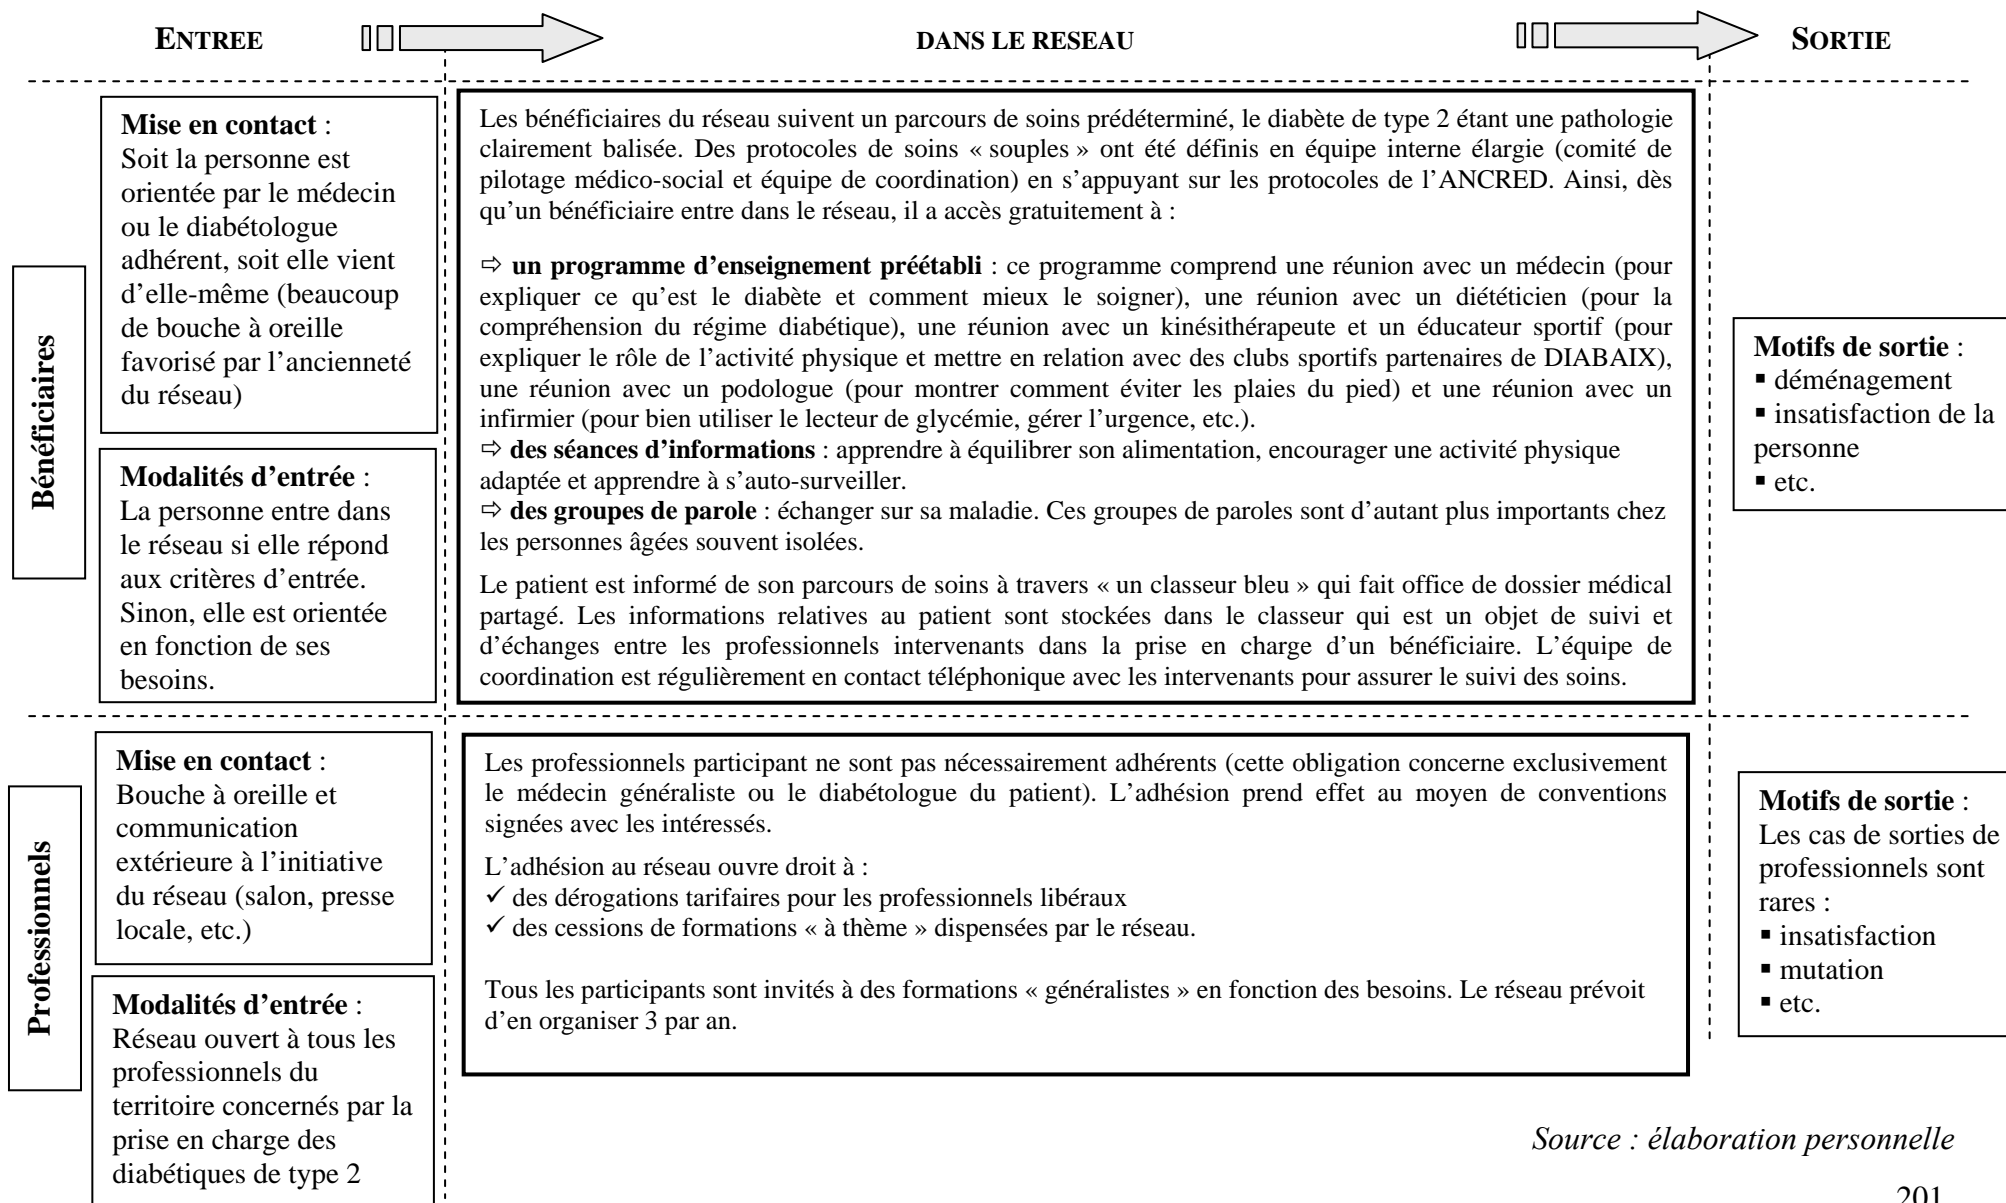 ENTREE
DANS LE RESEAU
SORTIE
Bénéficiaires
Mise en contact :
Soit la personne est
orientée par le médecin
ou le diabétologue
adhérent, soit elle vient
d’elle-même (beaucoup
de bouche à oreille
favorisé par l’ancienneté
du réseau)
Modalités d’entrée :
La personne entre dans
le réseau si elle répond
aux critères d’entrée.
Sinon, elle est orientée
en fonction de ses
besoins.
Les bénéficiaires du réseau suivent un parcours de soins prédéterminé, le diabète de type 2 étant une pathologie
clairement balisée. Des protocoles de soins « souples » ont été définis en équipe interne élargie (comité de
pilotage médico-social et équipe de coordination) en s’appuyant sur les protocoles de l’ANCRED. Ainsi, dès
qu’un bénéficiaire entre dans le réseau, il a accès gratuitement à :
⇨ un programme d’enseignement préétabli : ce programme comprend une réunion avec un médecin (pour
expliquer ce qu’est le diabète et comment mieux le soigner), une réunion avec un diététicien (pour la
compréhension du régime diabétique), une réunion avec un kinésithérapeute et un éducateur sportif (pour
expliquer le rôle de l’activité physique et mettre en relation avec des clubs sportifs partenaires de DIABAIX),
une réunion avec un podologue (pour montrer comment éviter les plaies du pied) et une réunion avec un
infirmier (pour bien utiliser le lecteur de glycémie, gérer l’urgence, etc.).
⇨ des séances d’informations : apprendre à équilibrer son alimentation, encourager une activité physique
adaptée et apprendre à s’auto-surveiller.
⇨ des groupes de parole : échanger sur sa maladie. Ces groupes de paroles sont d’autant plus importants chez
les personnes âgées souvent isolées.
Le patient est informé de son parcours de soins à travers « un classeur bleu » qui fait office de dossier médical
partagé. Les informations relatives au patient sont stockées dans le classeur qui est un objet de suivi et
d’échanges entre les professionnels intervenants dans la prise en charge d’un bénéficiaire. L’équipe de
coordination est régulièrement en contact téléphonique avec les intervenants pour assurer le suivi des soins.
Motifs de sortie :
▪ déménagement
▪ insatisfaction de la
personne
▪ etc.
Professionnels
Mise en contact :
Bouche à oreille et
communication
extérieure à l’initiative
du réseau (salon, presse
locale, etc.)
Modalités d’entrée :
Réseau ouvert à tous les
professionnels du
territoire concernés par la
prise en charge des
diabétiques de type 2
Les professionnels participant ne sont pas nécessairement adhérents (cette obligation concerne exclusivement
le médecin généraliste ou le diabétologue du patient). L’adhésion prend effet au moyen de conventions
signées avec les intéressés.
L’adhésion au réseau ouvre droit à :
✓ des dérogations tarifaires pour les professionnels libéraux
✓ des cessions de formations « à thème » dispensées par le réseau.
Tous les participants sont invités à des formations « généralistes » en fonction des besoins. Le réseau prévoit
d’en organiser 3 par an.
Motifs de sortie :
Les cas de sorties de
professionnels sont
rares :
▪ insatisfaction
▪ mutation
▪ etc.
Source : élaboration personnelle
201